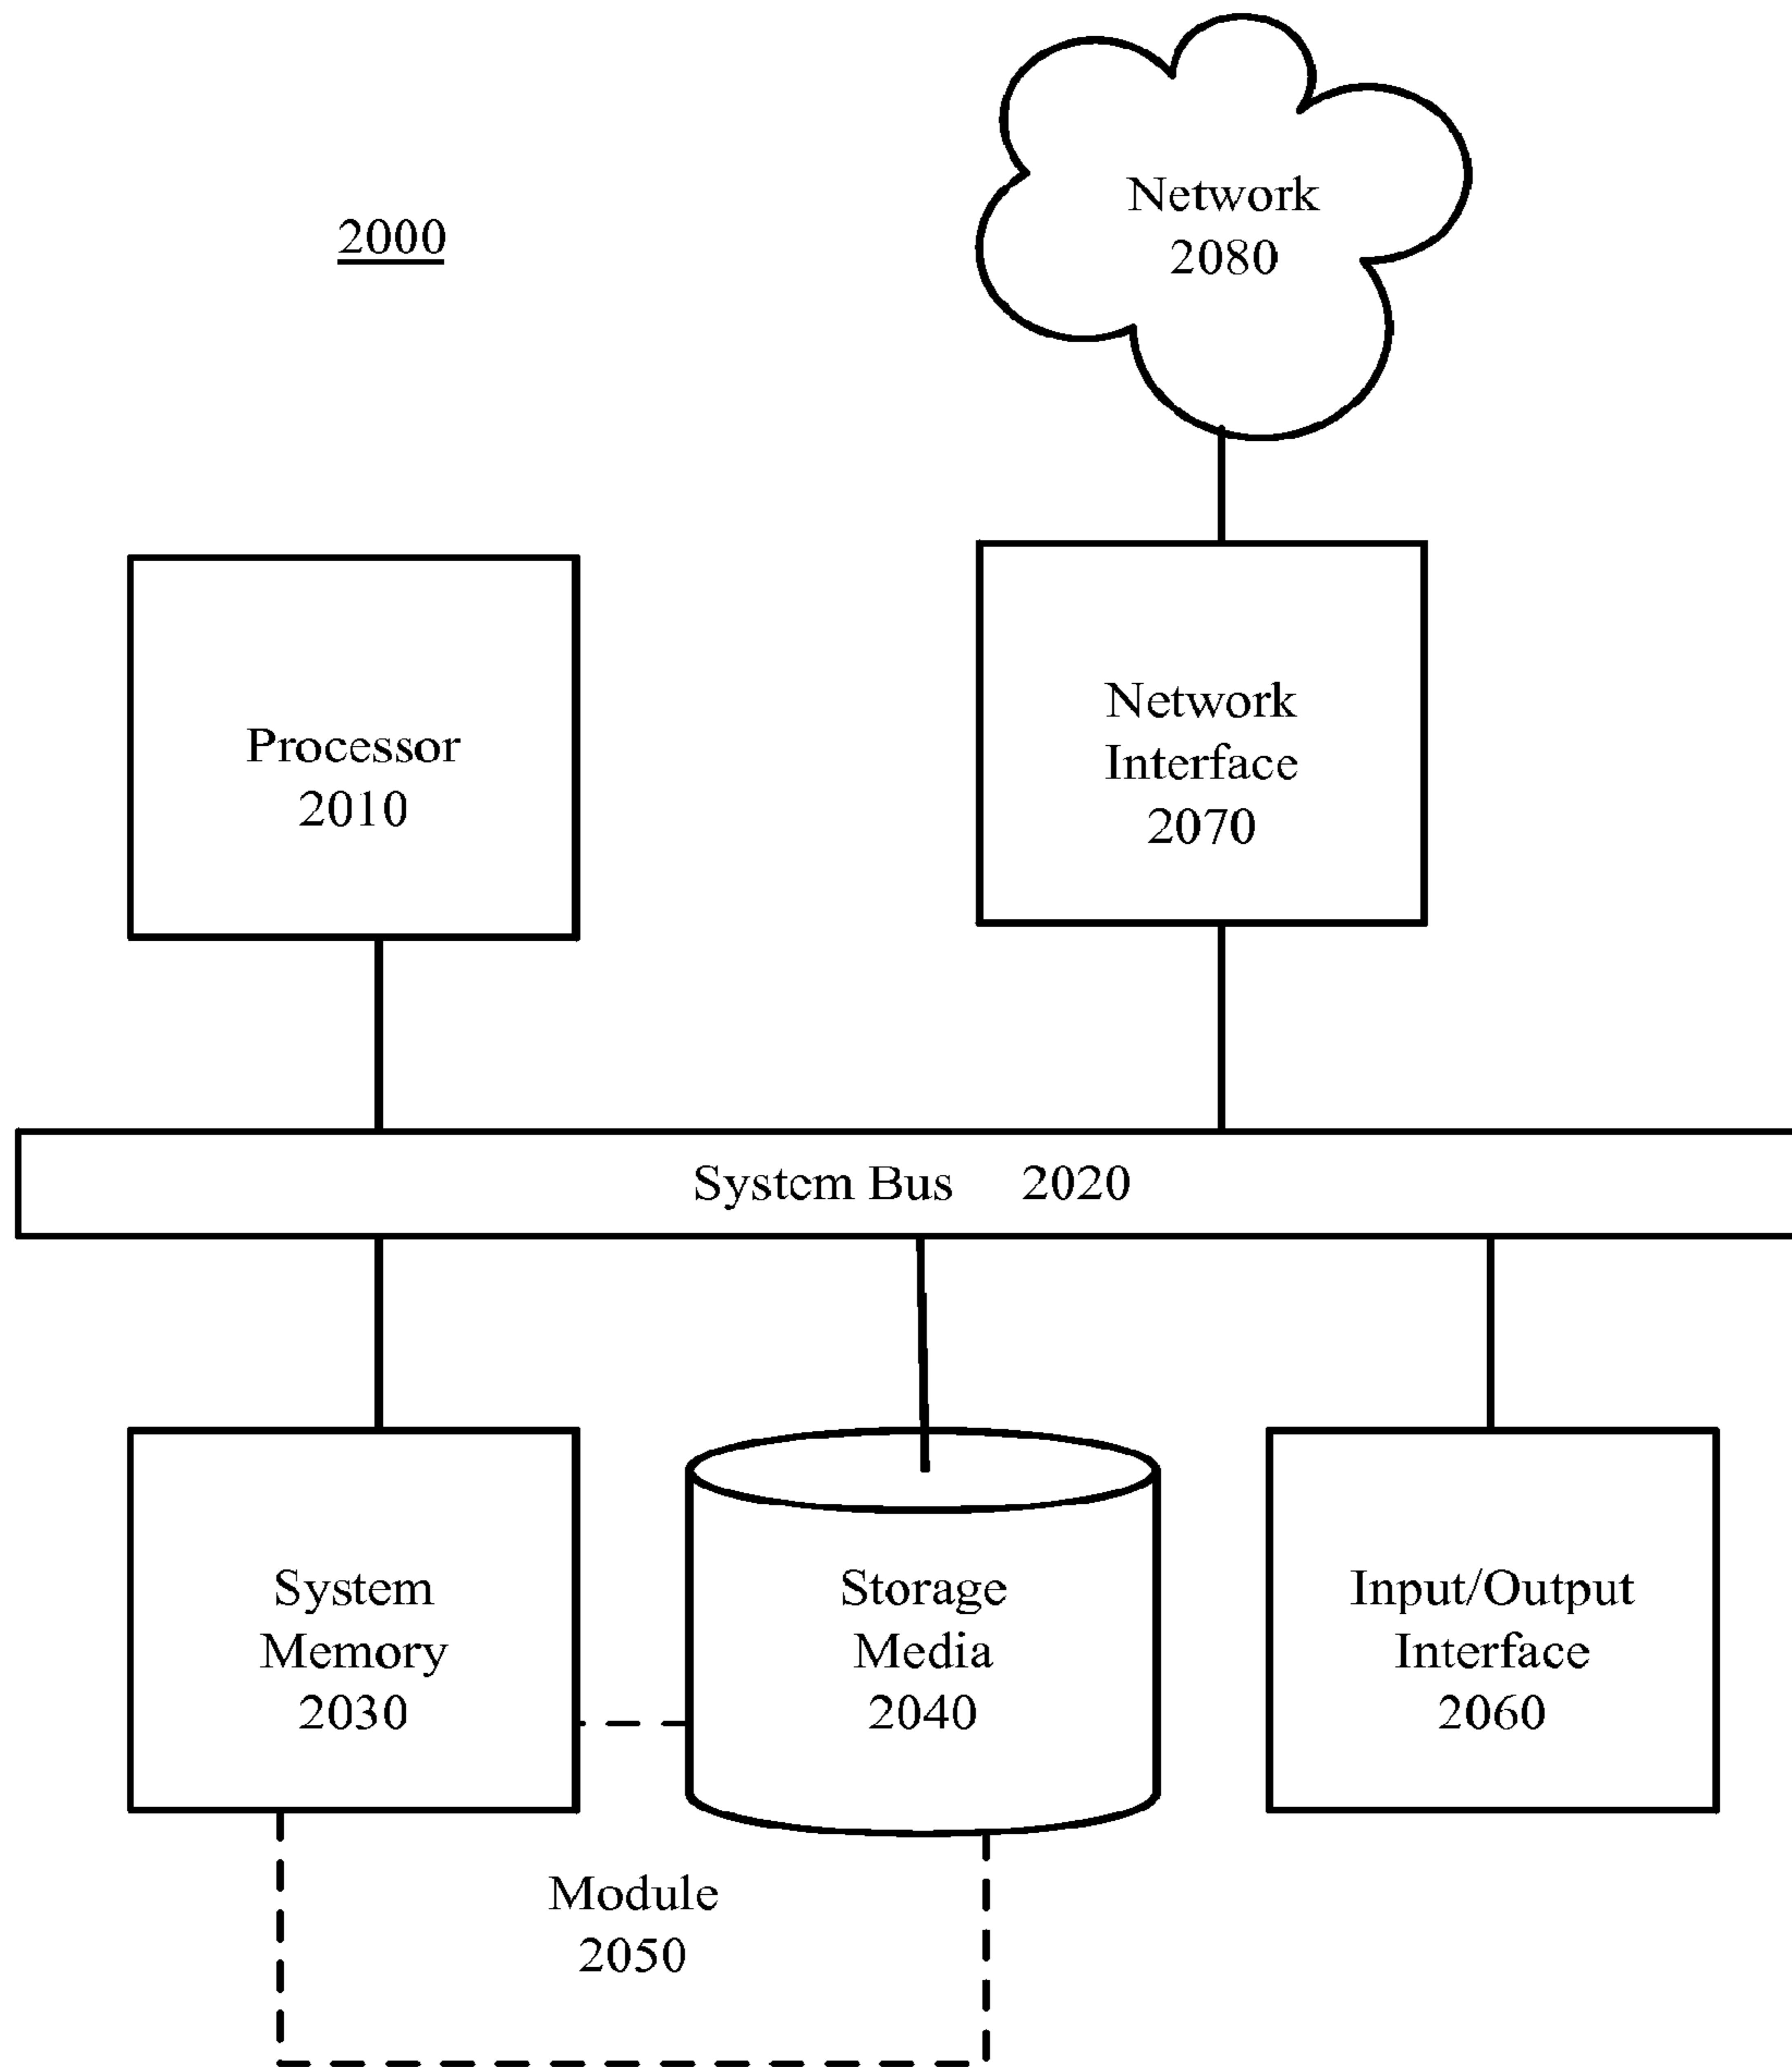 2000
Network
2080
Processor
2010
Network
Interface
2070
System Bus 2020
System
Memory
2030
Storage
Media
2040
Input/Output
Interface
2060
Module
2050